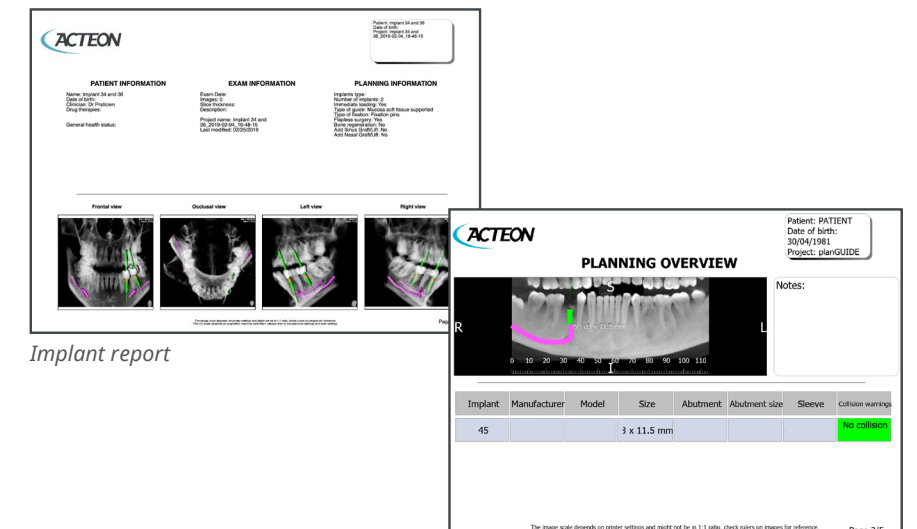 ACTEON
Patient: Implant 34 and 36
Date of birth:
Project: Implant 34 and
36_2019-02-04_16-48-15
PATIENT INFORMATION
Name: Implant 34 and 36
Date of birth:
Clinician: Dr Praticien
Drug therapies:
General health status:
EXAM INFORMATION
Exam Date:
Images: 0
Slice thickness:
Description:
Project name: Implant 34 and
36_2019-02-04_16-48-15
Last modified: 02/25/2019
PLANNING INFORMATION
Implants type:
Number of implants: 2
Immediate loading: Yes
Type of guide: Mucosa soft tissue supported
Type of fixation: Fixation pins
Flapless surgery: Yes
Bone regeneration: No
Add Sinus Graft/Lift: No
Add Nasal Graft/Lift: No
Frontal view
Occlusal view
Left view
Right view
Pag
Implant report
ACTEON
Patient: PATIENT
Date of birth:
30/04/1981
Project: planGUIDE
PLANNING OVERVIEW
Notes:
S
R
L
x 11.5 mm
0 10 20 30 40 50 60 70 80 90 100 110
I
Implant Manufacturer Model Size Abutment Abutment size Sleeve Collision warnings
45 3 x 11.5 mm No collision
The image scale depends on printer settings and might not be in 1:1 ratio, check rulers on images for reference.